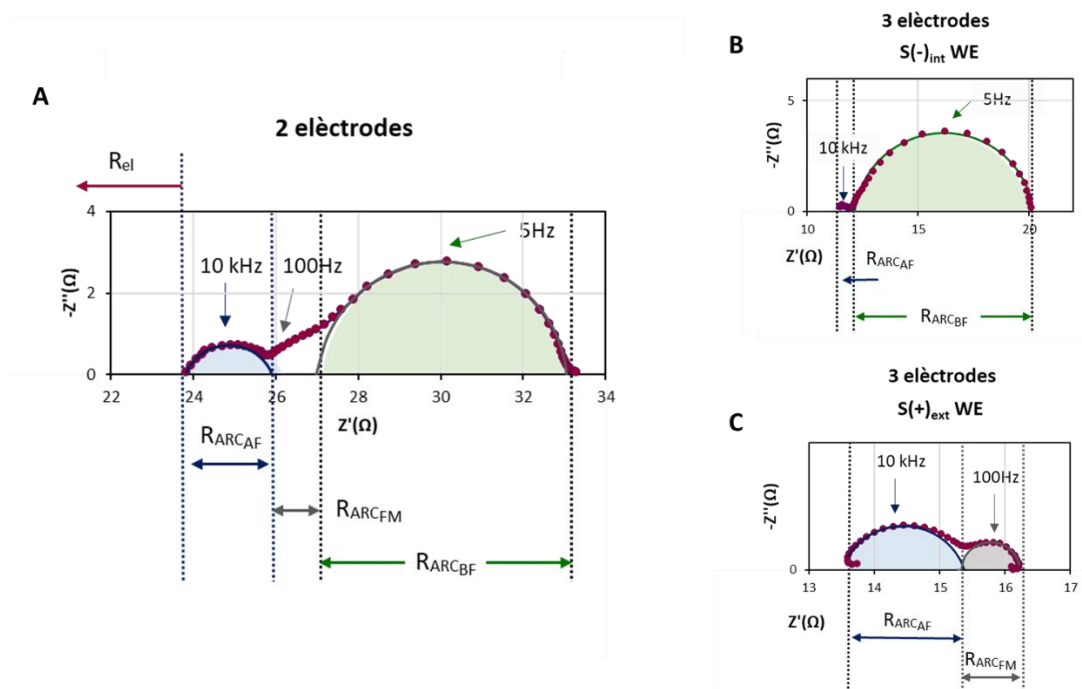 A
2 elèctrodes
Rel
4
2
0
-Z''(Ω)
10 kHz
100Hz
5Hz
22
24
26
28
30
32
34
Z'(Ω)
RARCAF
RARCFM
RARCBF
B
3 elèctrodes
S(-)int WE
5
0
-Z''(Ω)
10 kHz
5Hz
10
15
20
Z'(Ω)
RARCAF
RARCBF
3 elèctrodes
S(+)ext WE
C
-Z''(Ω)
0
10 kHz
100Hz
13
14
15
16
17
Z'(Ω)
RARCAF
RARCFM